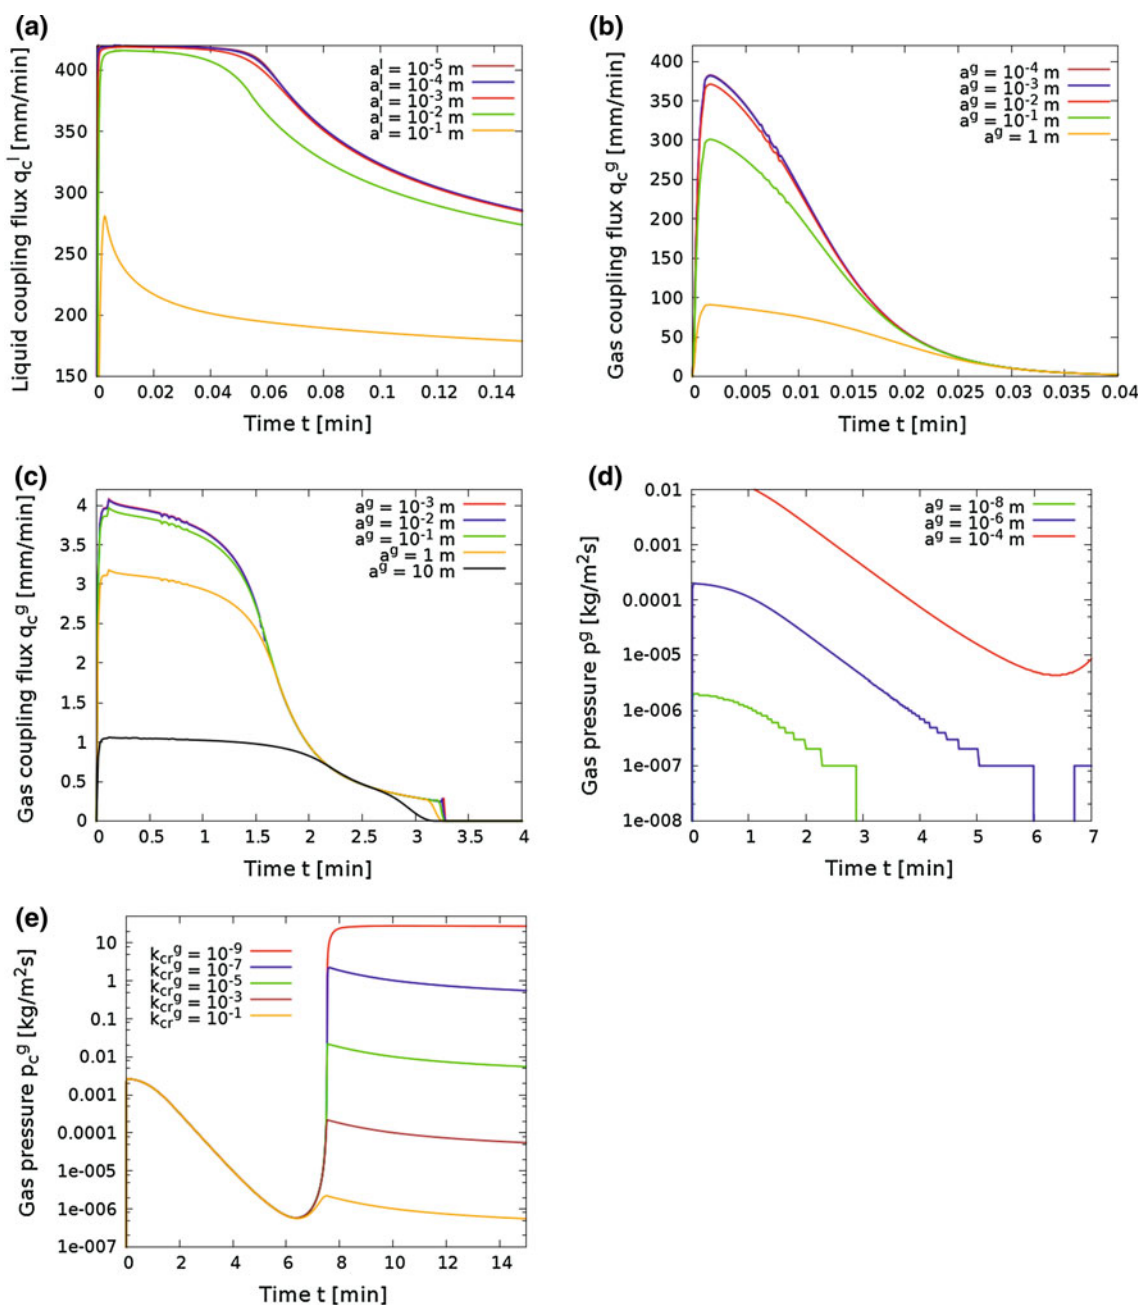 (a)
400
350
300
250
200
150
Liquid coupling flux q_c^l [mm/min]
a^l = 10^-5 m
a^l = 10^-4 m
a^l = 10^-3 m
a^l = 10^-2 m
a^l = 10^-1 m
0 0.02 0.04 0.06 0.08 0.1 0.12 0.14
Time t [min]
(b)
400
350
300
250
200
150
100
50
0
Gas coupling flux q_c^g [mm/min]
a^g = 10^-4 m
a^g = 10^-3 m
a^g = 10^-2 m
a^g = 10^-1 m
a^g = 1 m
0 0.005 0.01 0.015 0.02 0.025 0.03 0.035 0.04
Time t [min]
(c)
4
3.5
3
2.5
2
1.5
1
0.5
0
Gas coupling flux q_c^g [mm/min]
a^g = 10^-3 m
a^g = 10^-2 m
a^g = 10^-1 m
a^g = 1 m
a^g = 10 m
0 0.5 1 1.5 2 2.5 3 3.5 4
Time t [min]
(d)
0.01
0.001
0.0001
1e-005
1e-006
1e-007
1e-008
Gas pressure p^g [kg/m^2s]
a^g = 10^-8 m
a^g = 10^-6 m
a^g = 10^-4 m
0 1 2 3 4 5 6 7
Time t [min]
(e)
10
1
0.1
0.01
0.001
0.0001
1e-005
1e-006
1e-007
Gas pressure p_c^g [kg/m^2s]
k_cr^g = 10^-9
k_cr^g = 10^-7
k_cr^g = 10^-5
k_cr^g = 10^-3
k_cr^g = 10^-1
0 2 4 6 8 10 12 14
Time t [min]